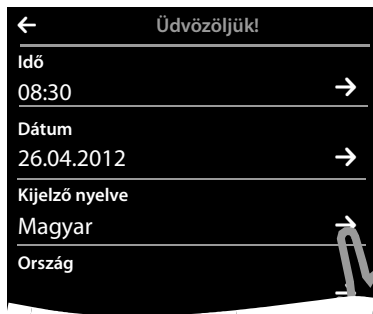 Üdvözöljük!
Idő
08:30
Dátum
26.04.2012
Kijelző nyelve
Magyar
Ország